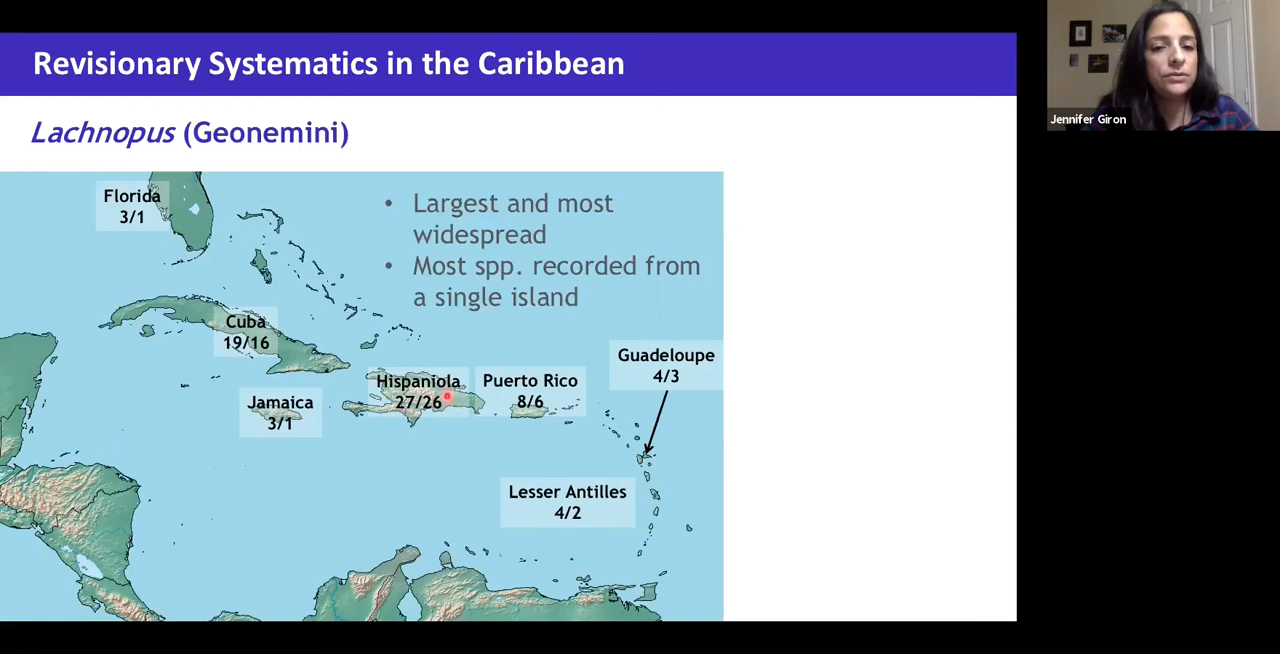 Revisionary Systematics in the Caribbean
Jennifer Giron
Lachnopus (Geonemini)
Florida
3/1
• Largest and most
widespread
• Most spp. recorded from
a single island
Cuba
19/16
Guadeloupe
4/3
Hispaniola
27/26
Puerto Rico
8/6
Jamaica
3/1
Lesser Antilles
4/2